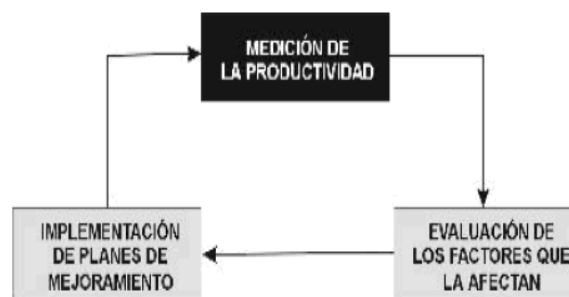 MEDICIÓN DE
LA PRODUCTIVIDAD
EVALUACIÓN DE
LOS FACTORES QUE
LA AFECTAN
IMPLEMENTACIÓN
DE PLANES DE
MEJORAMIENTO